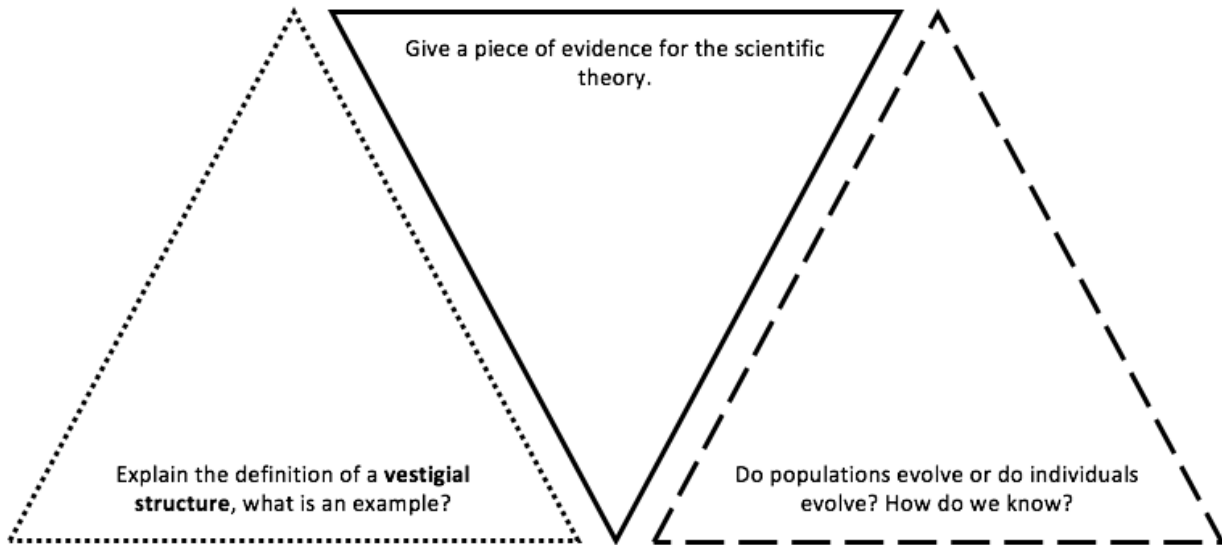 Give a piece of evidence for the scientific
theory.
Explain the definition of a vestigial
structure, what is an example?
Do populations evolve or do individuals
evolve? How do we know?